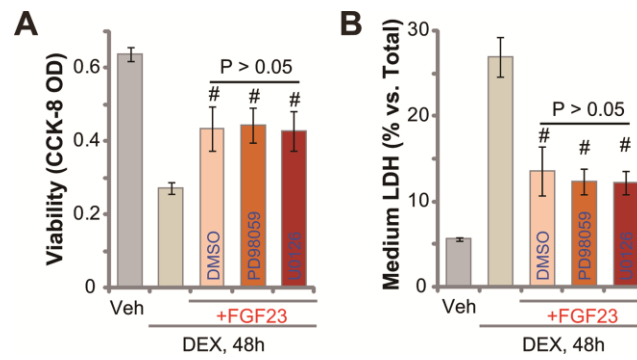 A
Viability (CCK-8 OD)
0.6
0.4
0.2
0
P > 0.05
#
#
#
DMSO
PD98059
U0126
Veh
+FGF23
DEX, 48h
B
Medium LDH (% vs. Total)
30
20
10
0
P > 0.05
#
#
#
DMSO
PD98059
U0126
Veh
+FGF23
DEX, 48h